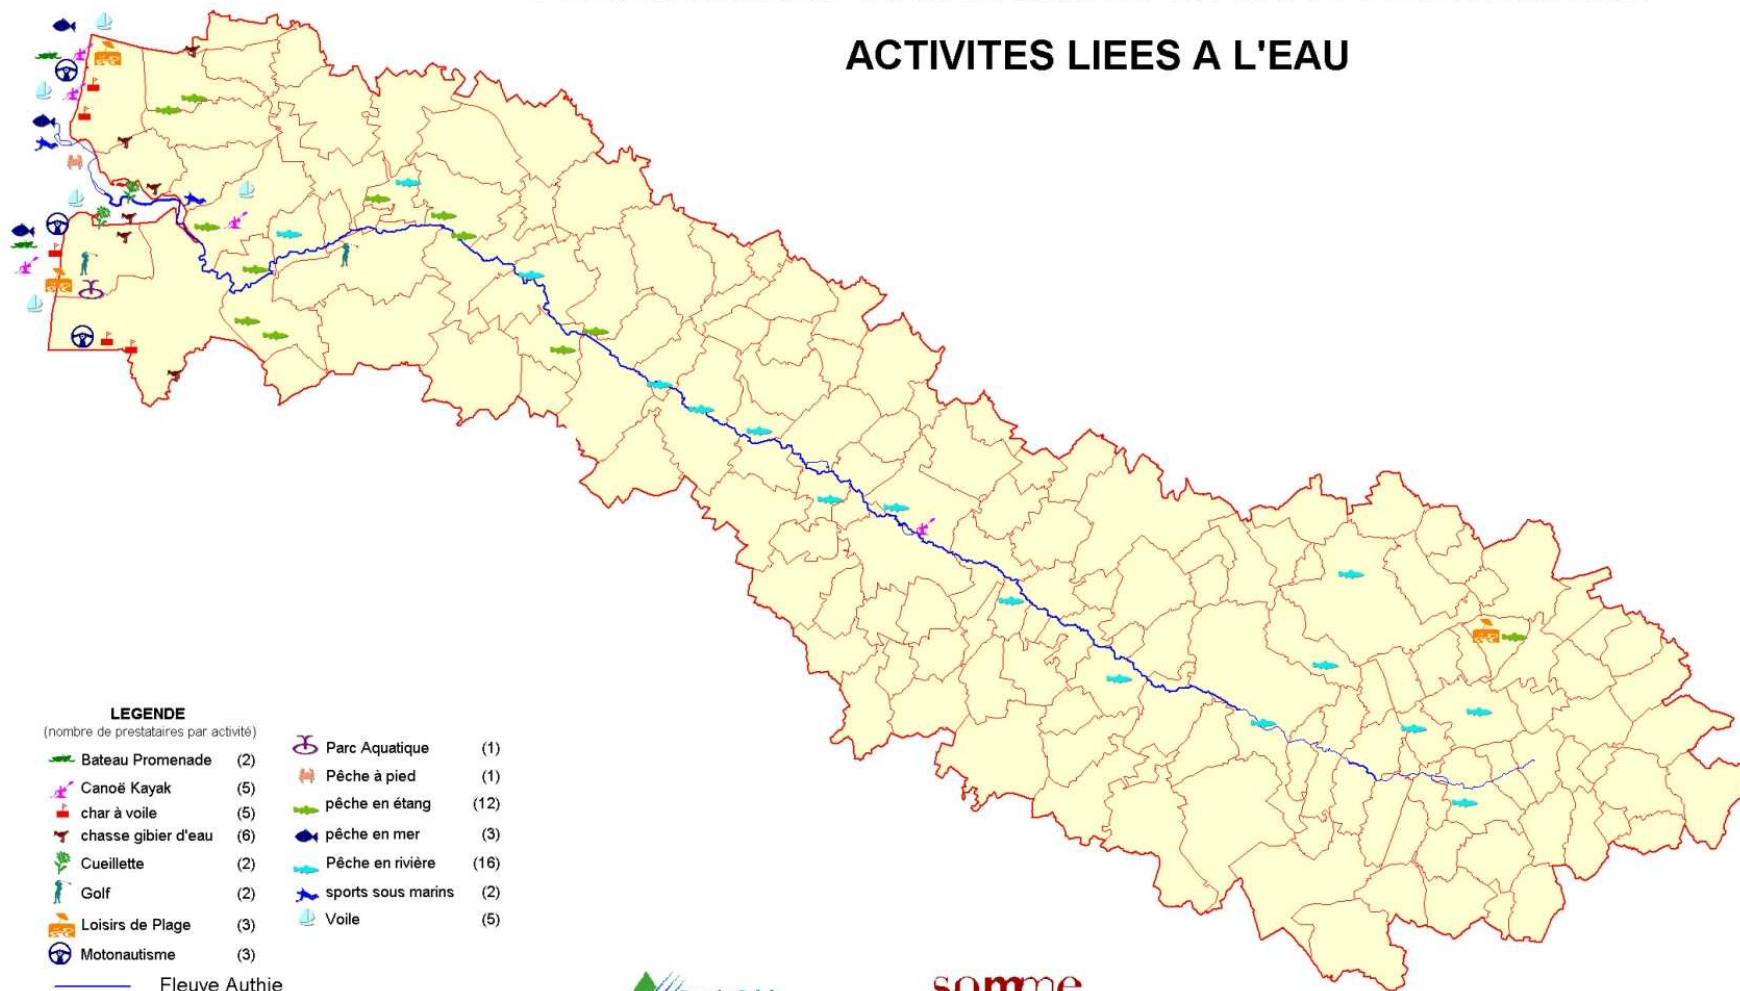 ACTIVITES LIEES A L'EAU
LEGENDE
(nombre de prestataires par activité)
Bateau Promenade (2)
Canoë Kayak (5)
char à voile (5)
chasse gibier d'eau (6)
Cueillette (2)
Golf (2)
Loisirs de Plage (3)
Motonautisme (3)
Fleuve Authie
Parc Aquatique (1)
Pêche à pied (1)
pêche en étang (12)
pêche en mer (3)
Pêche en rivière (16)
sports sous marins (2)
Voile (5)
somme